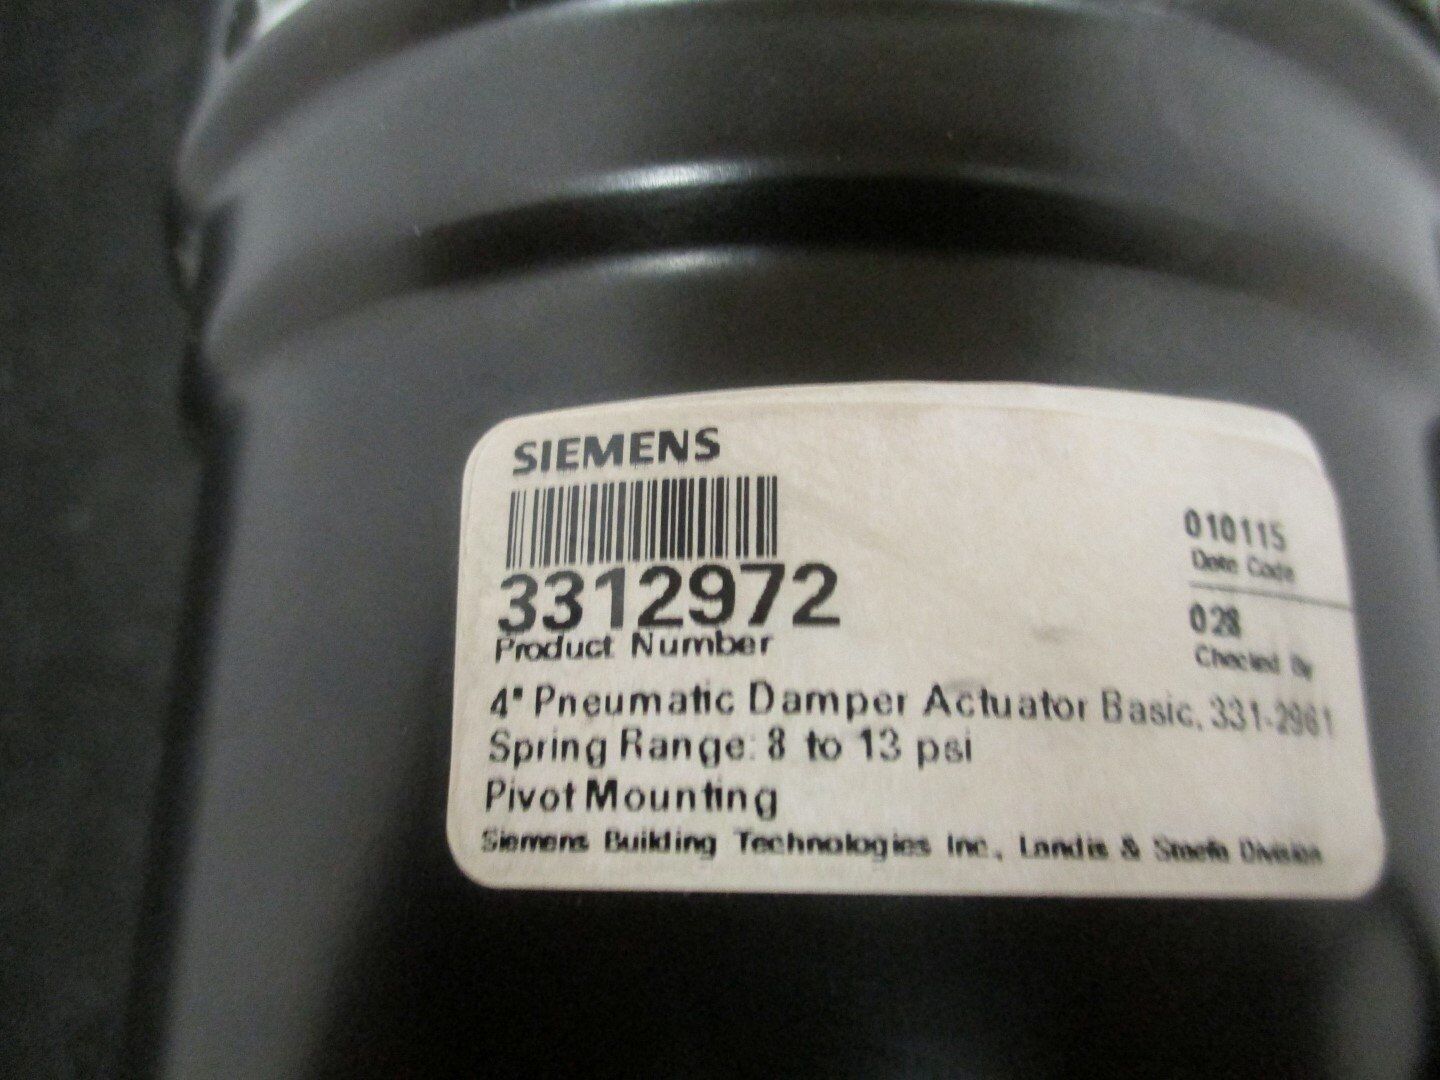 SIEMENS
3312972
Product Number
010115
Date Code
028
Checked By
4" Pneumatic Damper Actuator Basic. 331-2961
Spring Range: 8 to 13 psi
Pivot Mounting
Siemens Building Technologies Inc., Landis & Staefa Division